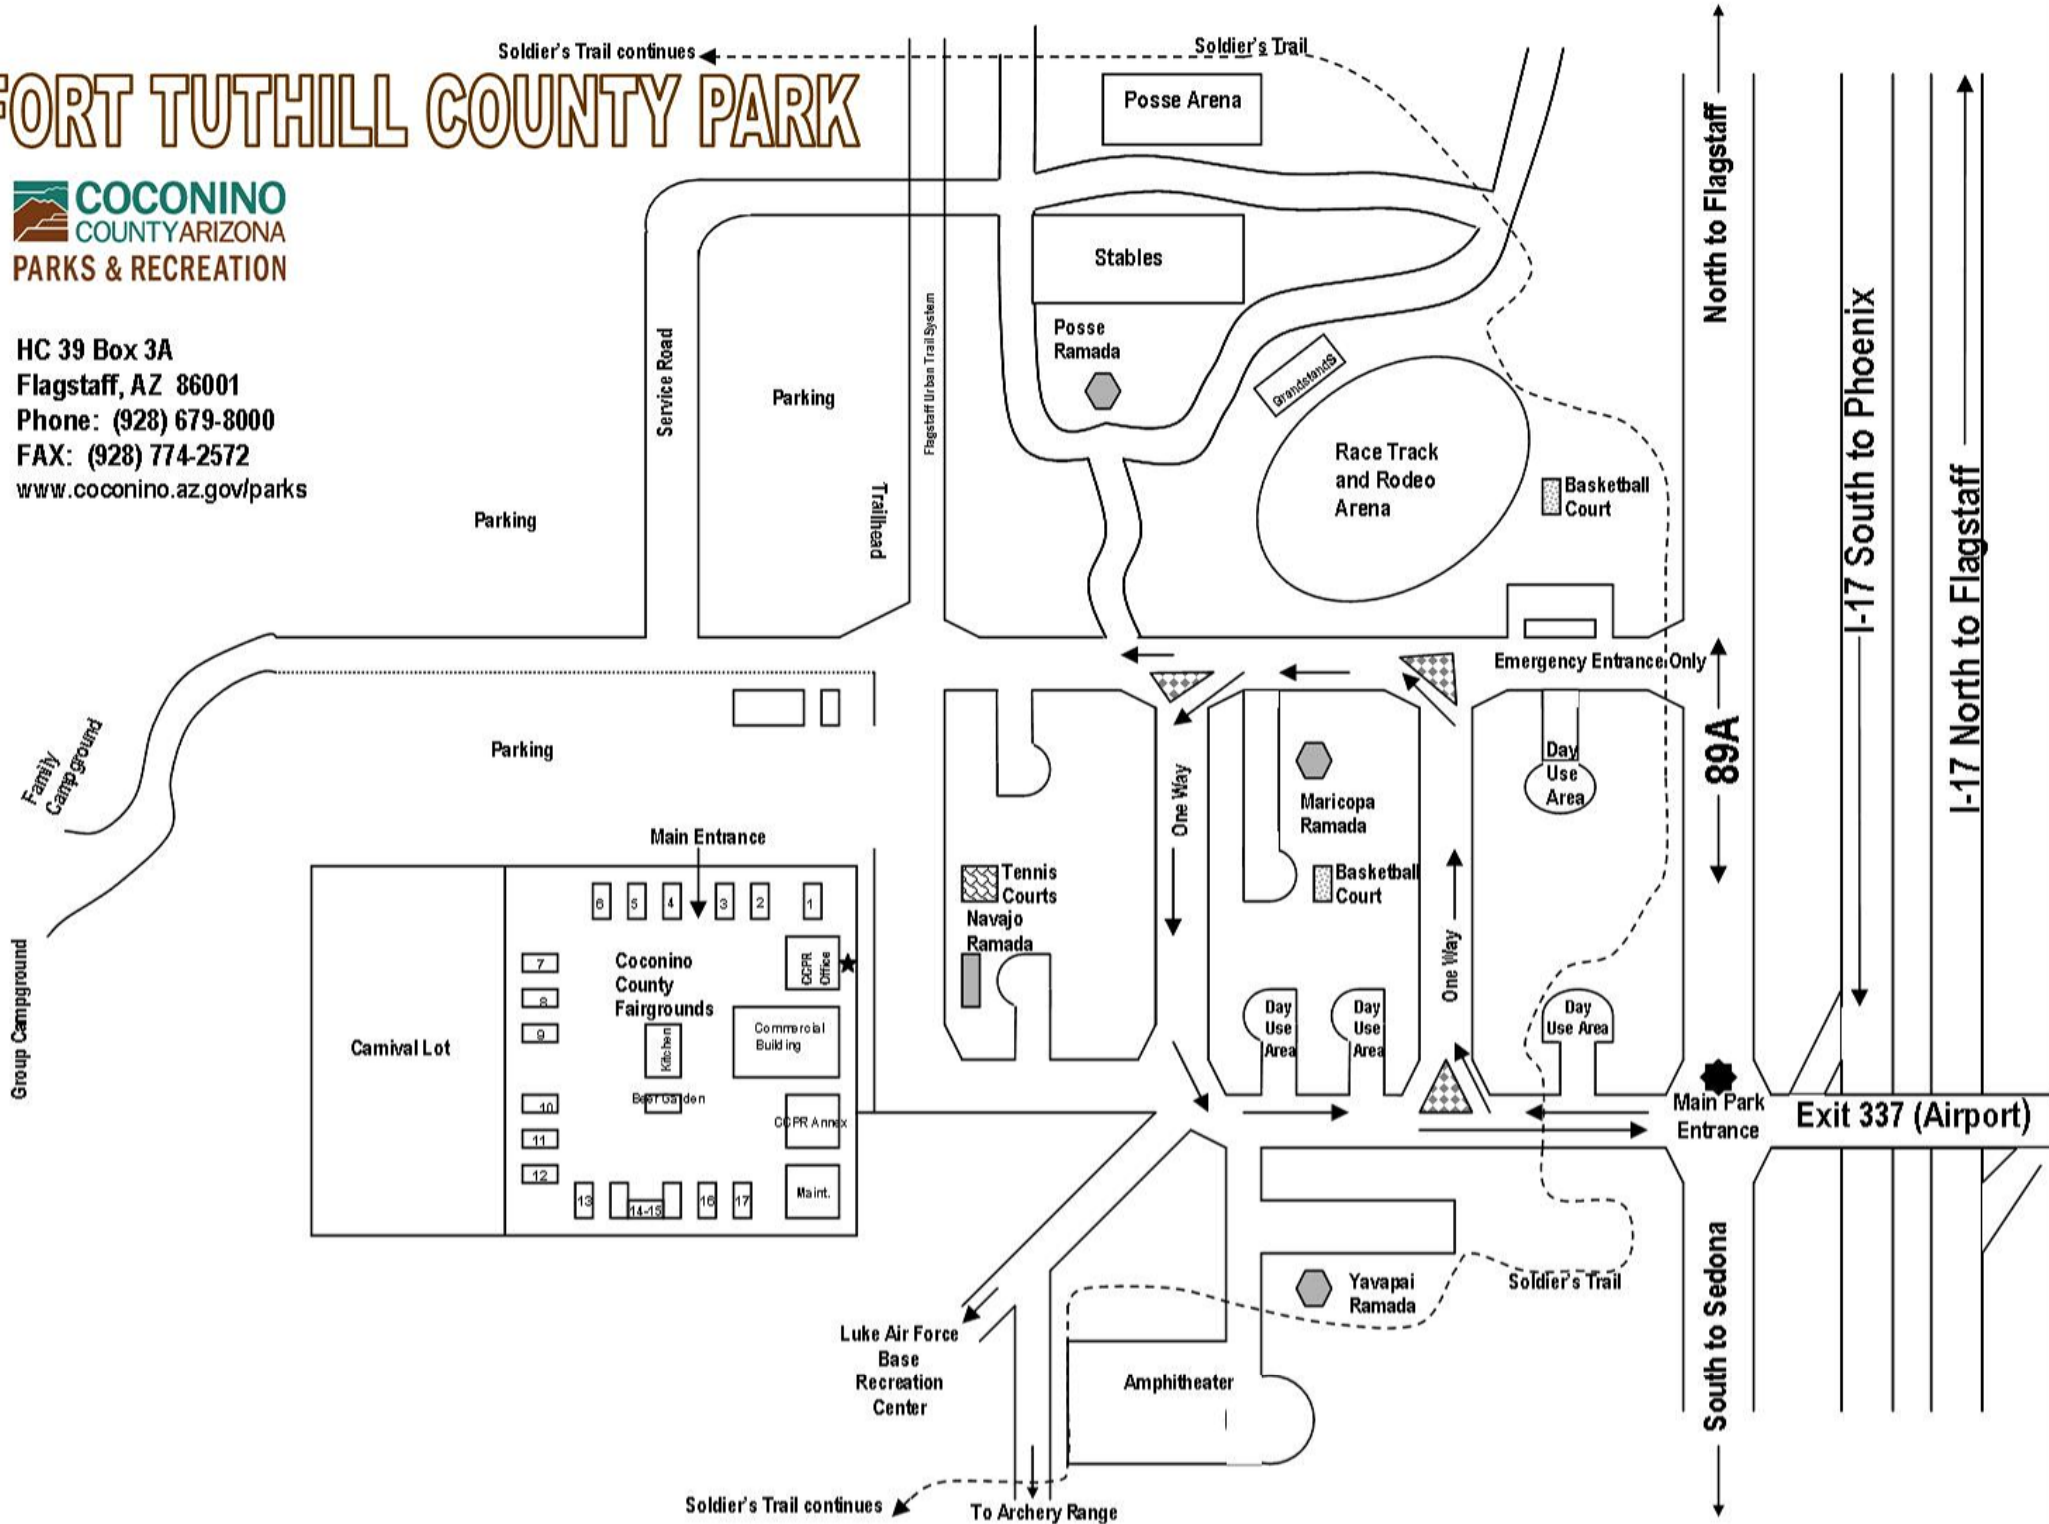 Soldier's Trail continues
Soldier's Trail
FORT TUTHILL COUNTY PARK
Posse Arena
COCONINO
COUNTY ARIZONA
PARKS & RECREATION
North to Flagstaff
Stables
HC 39 Box 3A
Flagstaff, AZ 86001
Phone: (928) 679-8000
FAX: (928) 774-2572
www.coconino.az.gov/parks
Service Road
Parking
Flagstaff Urban Trail System
Posse
Ramada
Grandstands
Race Track
and Rodeo
Arena
Basketball
Court
I-17 South to Phoenix
I-17 North to Flagstaff
Parking
Trailhead
Emergency Entrance Only
89A
Family
Campground
Parking
Day
Use
Area
One Way
Maricopa
Ramada
Main Entrance
Tennis
Courts
Basketball
Court
Navajo
Ramada
One Way
6
5
4
3
2
1
Group Campground
Carnival Lot
7
8
9
10
11
12
Coconino
County
Fairgrounds
CCPR
Office
Commercial
Building
Kitchen
Beer Garden
CCPR Annex
Maint.
13
14-15
16
17
Day
Use
Area
Day
Use
Area
Day
Use Area
Main Park
Entrance
Exit 337 (Airport)
Yavapai
Ramada
Soldier's Trail
South to Sedona
Luke Air Force
Base
Recreation
Center
Amphitheater
Soldier's Trail continues
To Archery Range